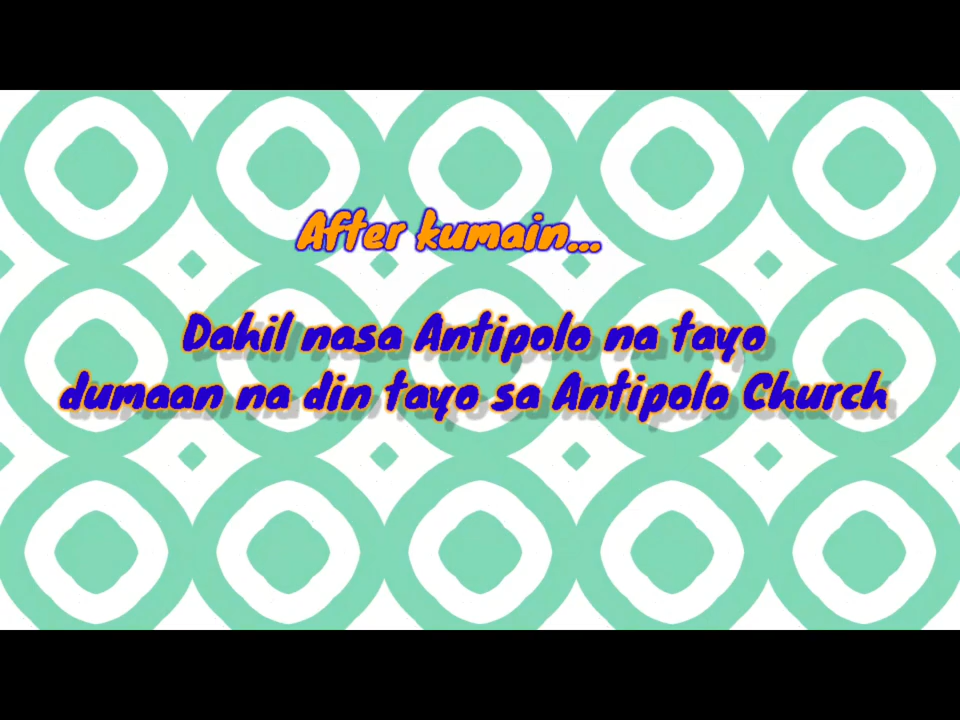 After kumain...
Dahil nasa Antipolo na tayo
dumaan na din tayo sa Antipolo Church